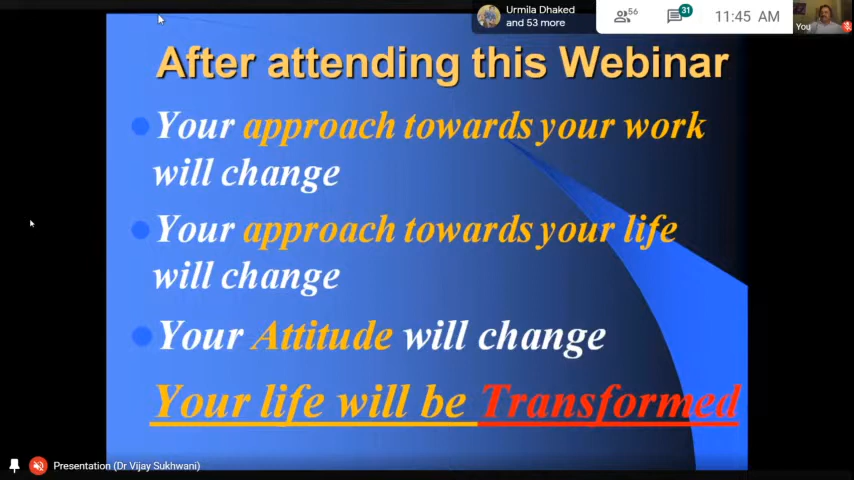 Urmila Dhaked
and 53 more
56
31
11:45 AM
You
After attending this Webinar
Your approach towards your work
will change
Your approach towards your life
will change
Your Attitude will change
Your life will be Transformed
Presentation (Dr Vijay Sukhwani)